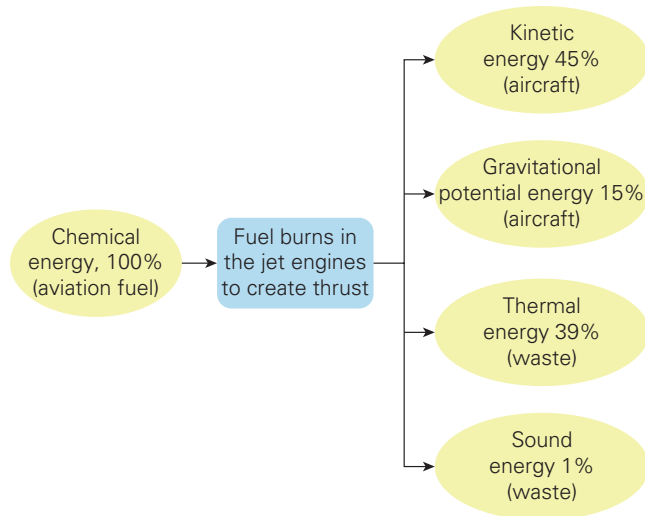 Chemical
energy, 100%
(aviation fuel)
Fuel burns in
the jet engines
to create thrust
Kinetic
energy 45%
(aircraft)
Gravitational
potential energy 15%
(aircraft)
Thermal
energy 39%
(waste)
Sound
energy 1%
(waste)